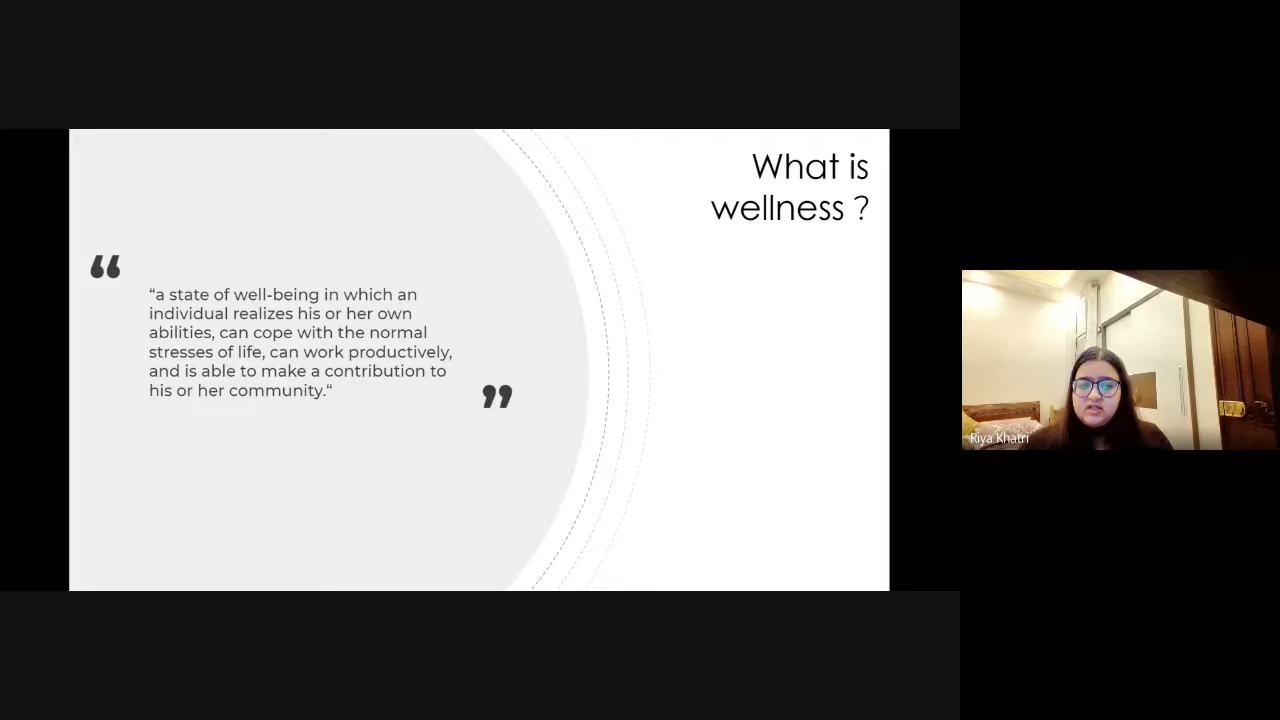 What is
wellness ?
“
“a state of well-being in which an
individual realizes his or her own
abilities, can cope with the normal
stresses of life, can work productively,
and is able to make a contribution to
his or her community.“
”
Riya Khatri